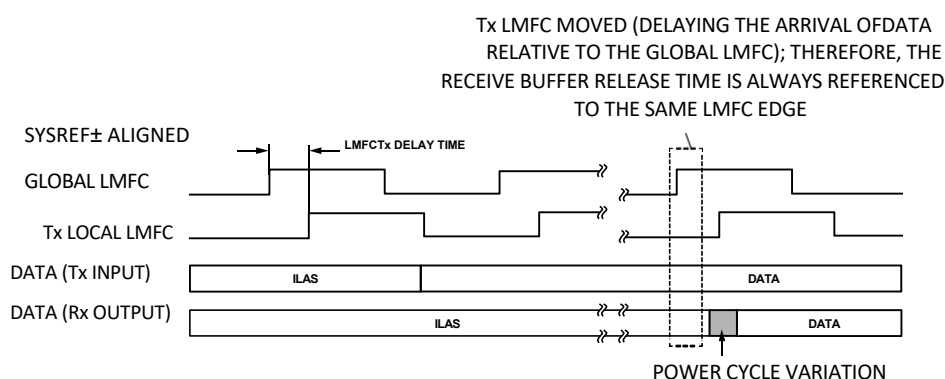 Tx LMFC MOVED (DELAYING THE ARRIVAL OFDATA
RELATIVE TO THE GLOBAL LMFC); THEREFORE, THE
RECEIVE BUFFER RELEASE TIME IS ALWAYS REFERENCED
TO THE SAME LMFC EDGE
SYSREF± ALIGNED
LMFCTx DELAY TIME
GLOBAL LMFC
Tx LOCAL LMFC
DATA (Tx INPUT)
ILAS
DATA
DATA (Rx OUTPUT)
ILAS
DATA
POWER CYCLE VARIATION